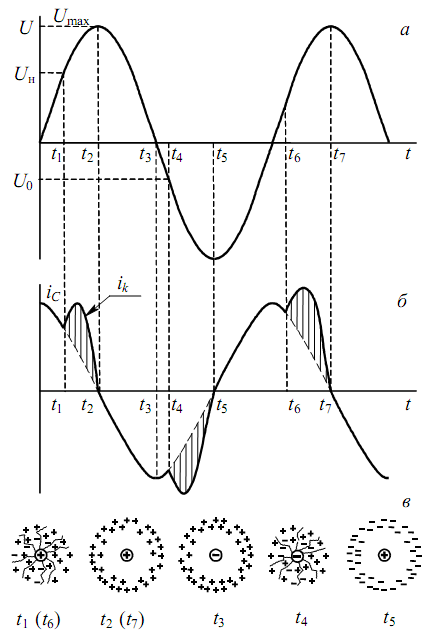 U Umax а
Uн
t1 t2 t3 t4 t5 t6 t7 t
U0
iC ik б
t1 t2 t3 t4 t5 t6 t7 t
в
t1 (t6) t2 (t7) t3 t4 t5